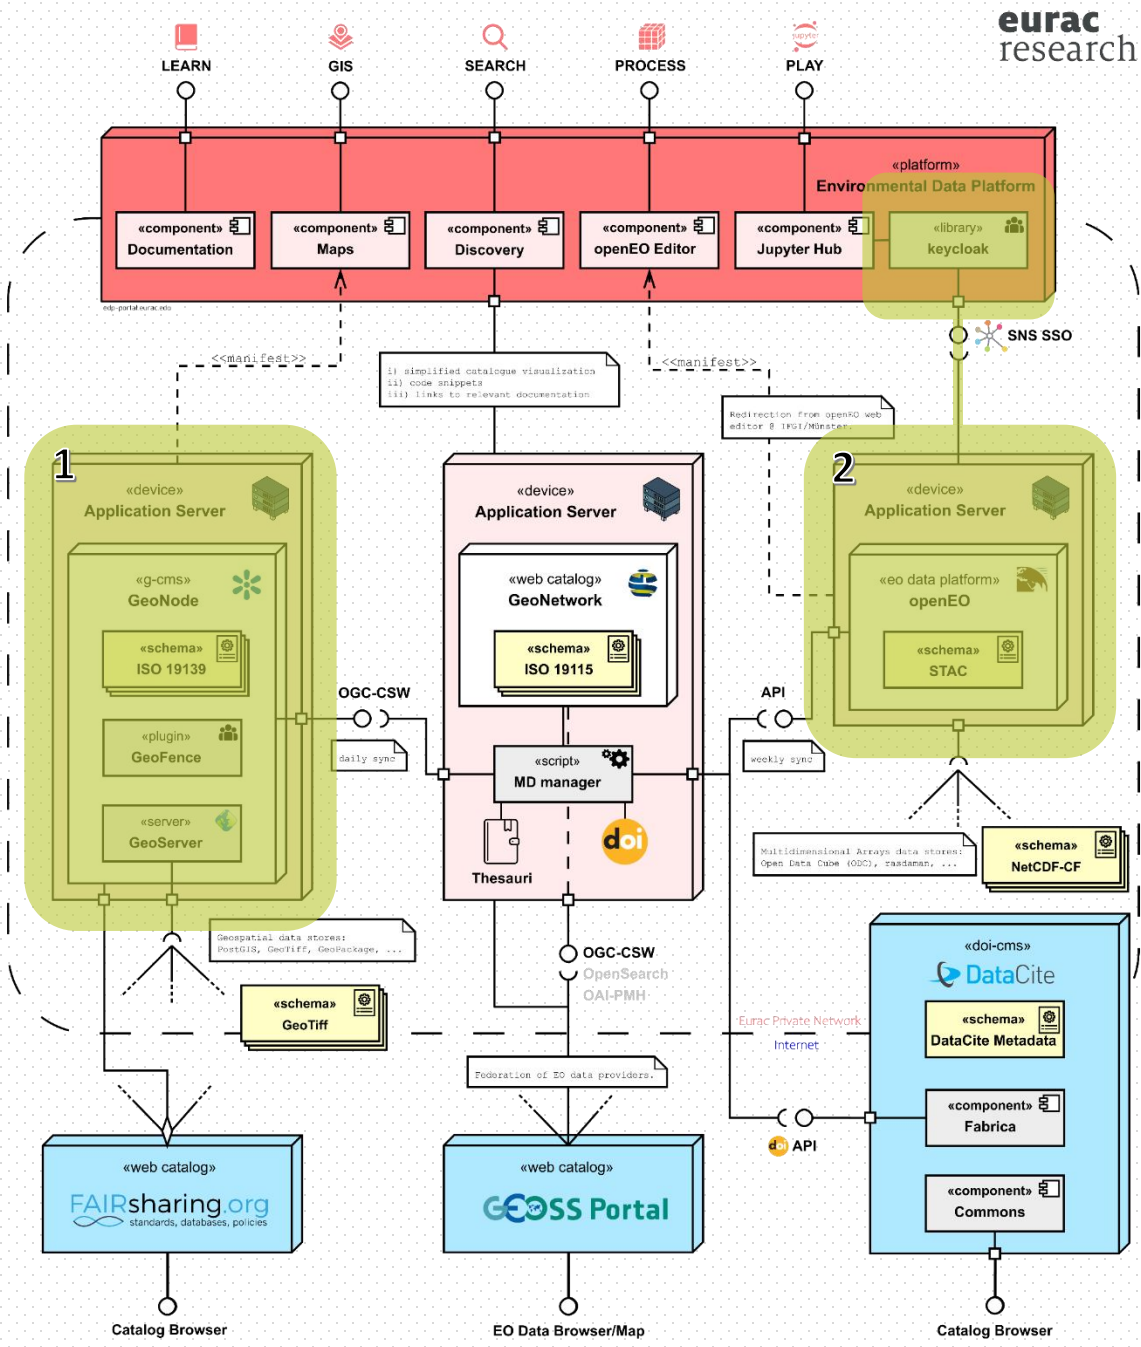 eurac
research
LEARN
GIS
SEARCH
PROCESS
jupyter
PLAY
«platform»
Environmental Data Platform
«component»
Documentation
«component»
Maps
«component»
Discovery
«component»
openEO Editor
«component»
Jupyter Hub
«library»
keycloak
edp-portal.eurac.edu
SNS SSO
<<manifest>>
i) simplified catalogue visualization
ii) code snippets
iii) links to relevant documentation
<<manifest>>
Redirection from openEO web
editor @ IFGI/Münster.
1
«device»
Application Server
«g-cms»
GeoNode
«schema»
ISO 19139
«plugin»
GeoFence
«server»
GeoServer
OGC-CSW
daily sync
«device»
Application Server
«web catalog»
GeoNetwork
«schema»
ISO 19115
«script»
MD manager
Thesauri
doi
API
weekly sync
2
«device»
Application Server
«eo data platform»
openEO
«schema»
STAC
Multidimensional Arrays data stores:
Open Data Cube (ODC), rasdaman, ...
«schema»
NetCDF-CF
Geospatial data stores:
PostGIS, GeoTiff, GeoPackage, ...
«schema»
GeoTiff
OGC-CSW
OpenSearch
OAI-PMH
Eurac Private Network
Internet
Federation of EO data providers.
«doi-cms»
DataCite
«schema»
DataCite Metadata
«component»
Fabrica
«component»
Commons
doi API
«web catalog»
FAIRsharing.org
standards, databases, policies
«web catalog»
GEOSS Portal
Catalog Browser
EO Data Browser/Map
Catalog Browser